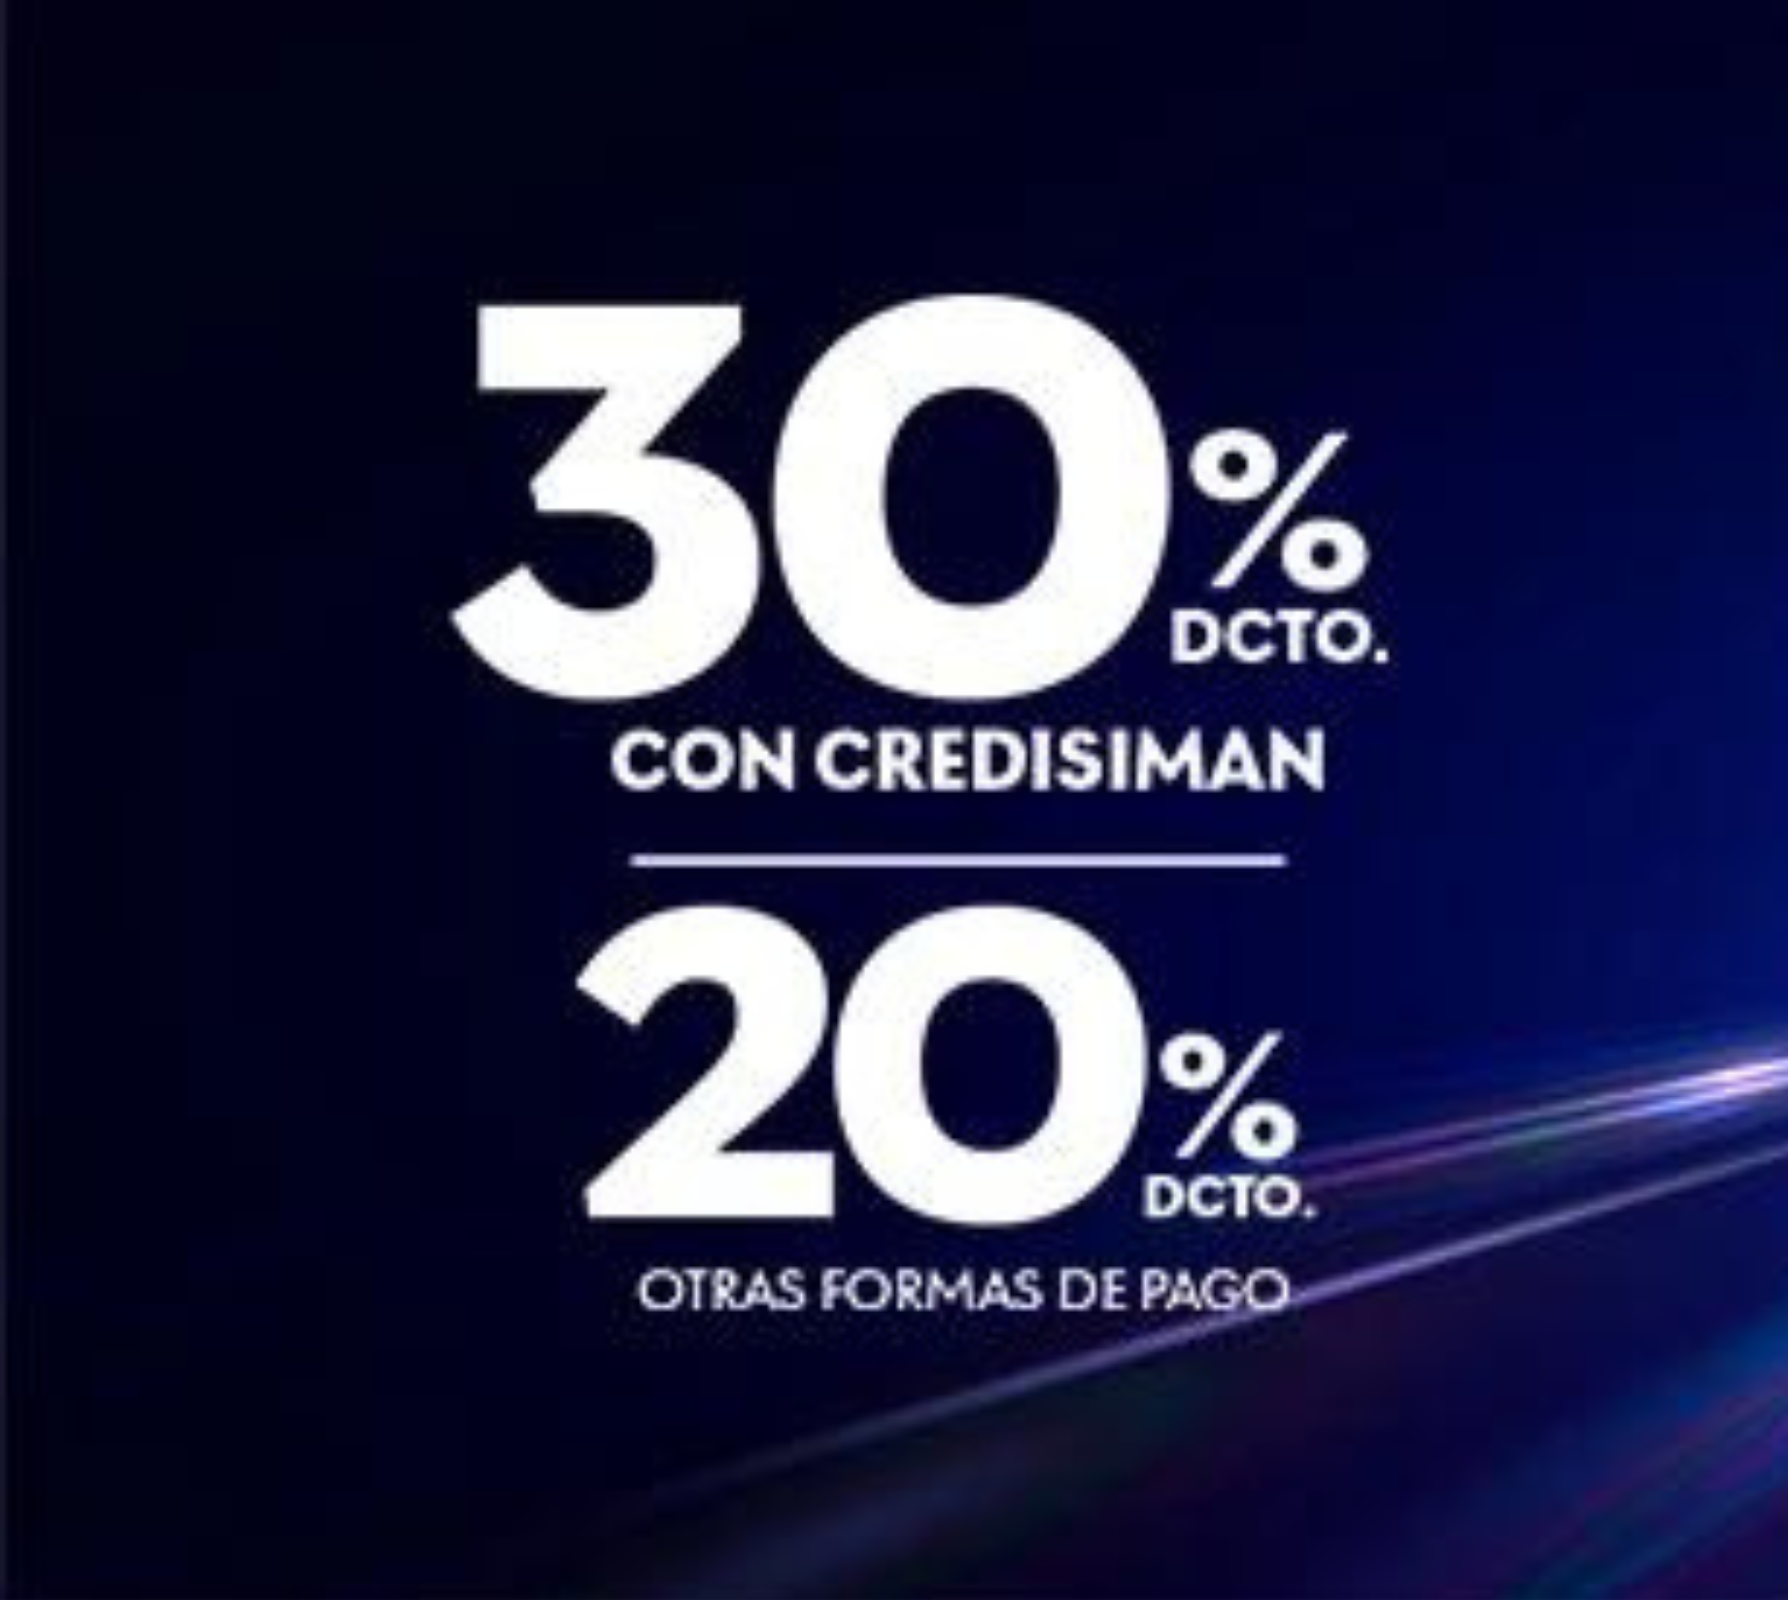 30%
DCTO.
CON CREDISIMAN
20%
DCTO.
OTRAS FORMAS DE PAGO